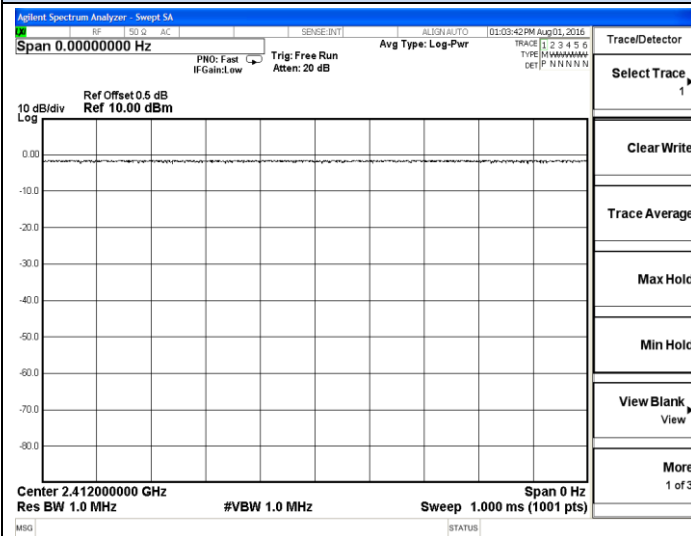 Agilent Spectrum Analyzer - Swept SA
RF 50 Ω AC SENSE:INT ALIGN AUTO 01:03:42 PM Aug 01, 2016
Span 0.00000000 Hz
PNO: Fast
IFGain:Low
Trig: Free Run
Atten: 20 dB
Avg Type: Log-Pwr
TRACE 1 2 3 4 5 6
TYPE M WWWWW
DET P N N N N N
Ref Offset 0.5 dB
10 dB/div Ref 10.00 dBm
Log
0.00
-10.0
-20.0
-30.0
-40.0
-50.0
-60.0
-70.0
-80.0
Center 2.412000000 GHz Span 0 Hz
Res BW 1.0 MHz #VBW 1.0 MHz Sweep 1.000 ms (1001 pts)
MSG STATUS
Trace/Detector
Select Trace
1
Clear Write
Trace Average
Max Hold
Min Hold
View Blank
View
More
1 of 3